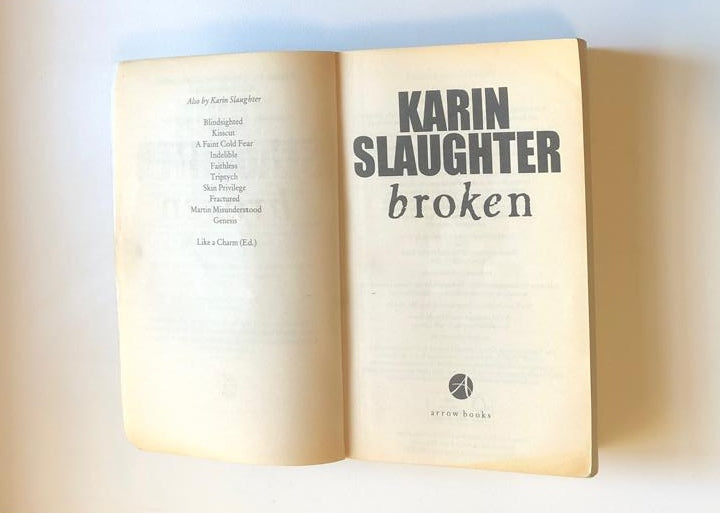 Also by Karin Slaughter
Blindsighted
Kisscut
A Faint Cold Fear
Indelible
Faithless
Triptych
Skin Privilege
Fractured
Martin Misunderstood
Genesis
Like a Charm (Ed.)
KARIN
SLAUGHTER
broken
A
arrow books